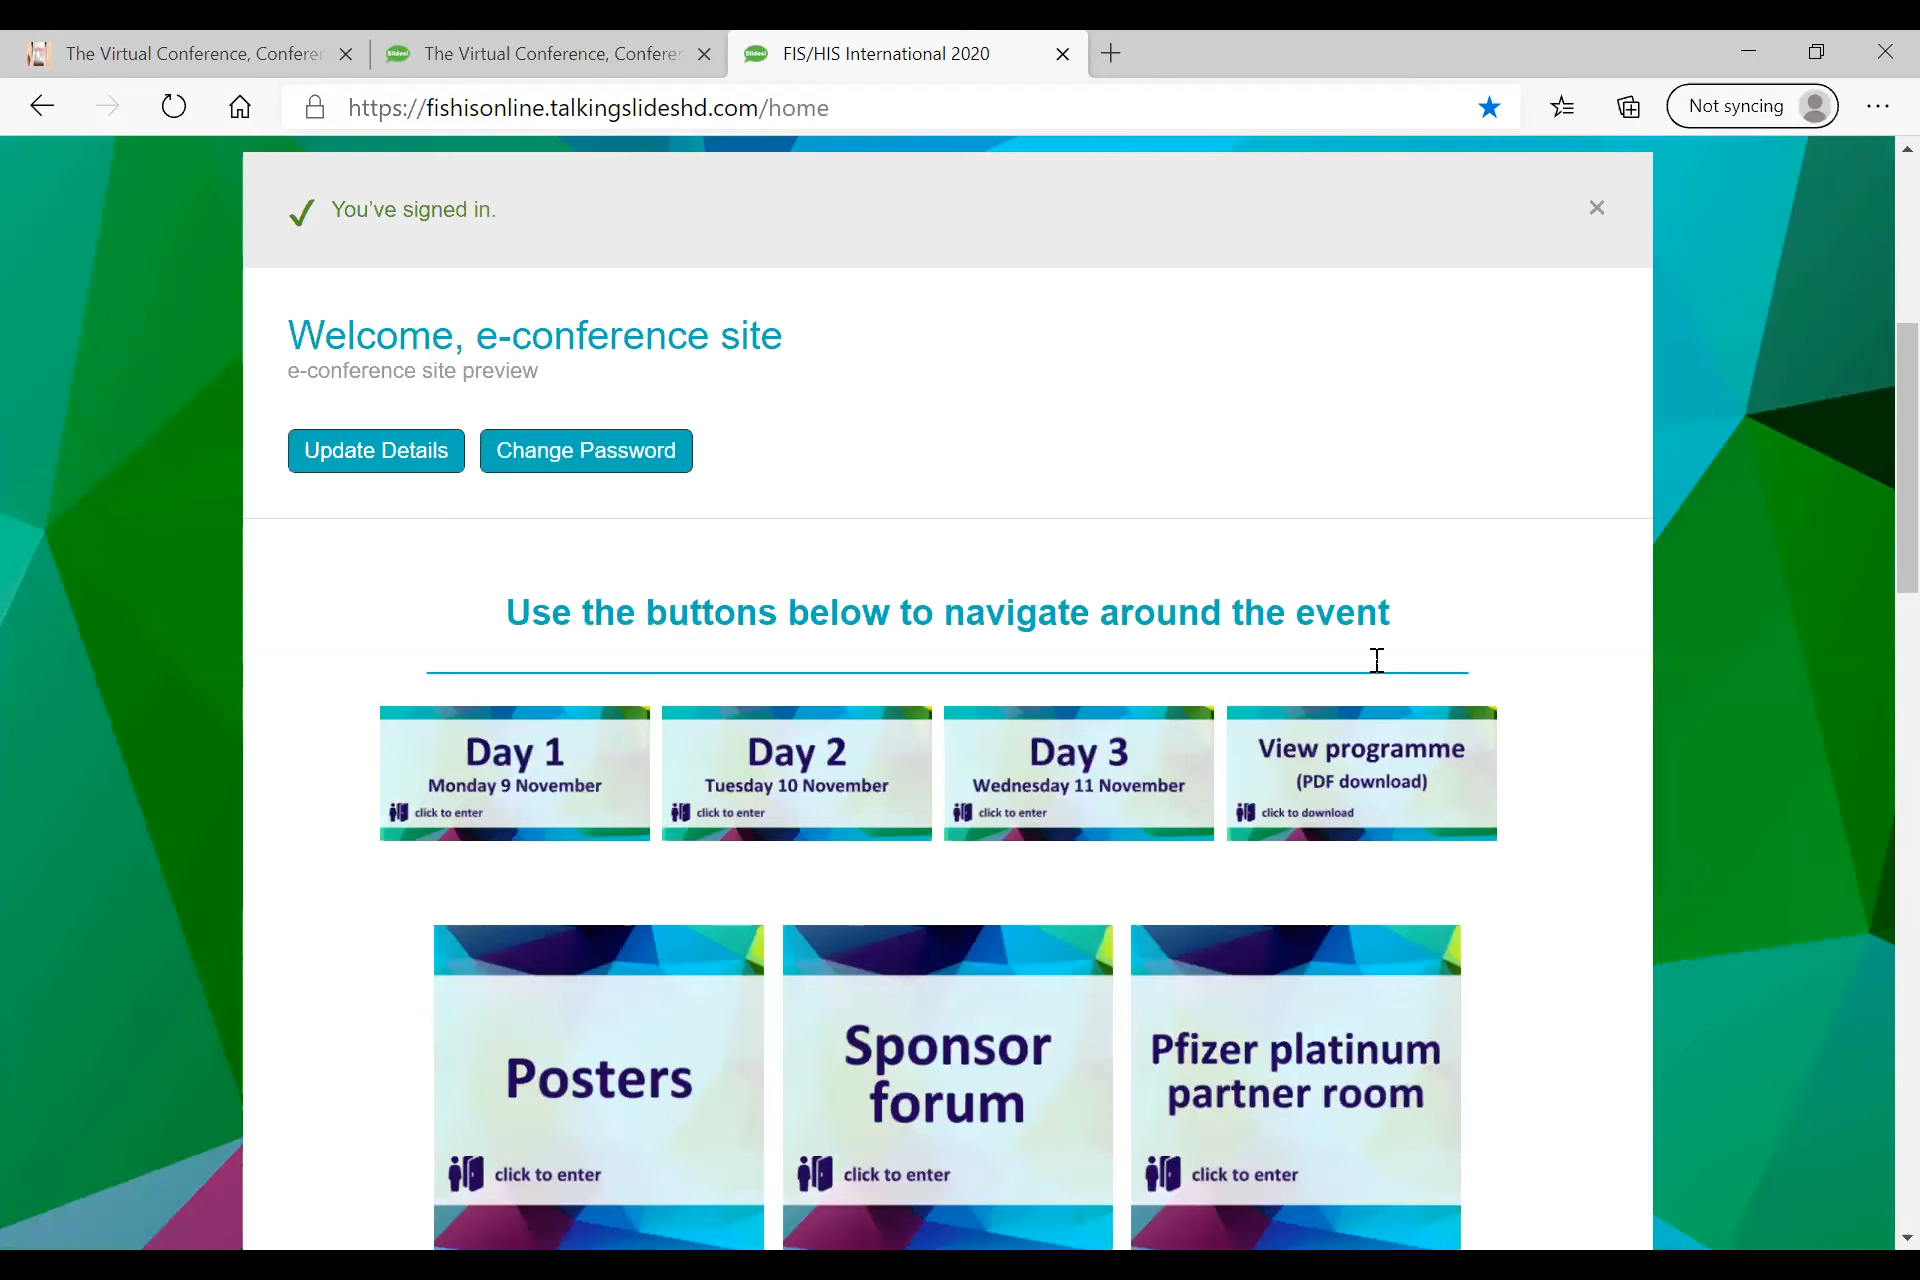 The Virtual Conference, Confere
The Virtual Conference, Confere
FIS/HIS International 2020
https://fishisonline.talkingslideshd.com/home
Not syncing
You've signed in.
Welcome, e-conference site
e-conference site preview
Update Details
Change Password
Use the buttons below to navigate around the event
Day 1
Monday 9 November
click to enter
Day 2
Tuesday 10 November
click to enter
Day 3
Wednesday 11 November
click to enter
View programme
(PDF download)
click to download
Posters
click to enter
Sponsor
forum
click to enter
Pfizer platinum
partner room
click to enter